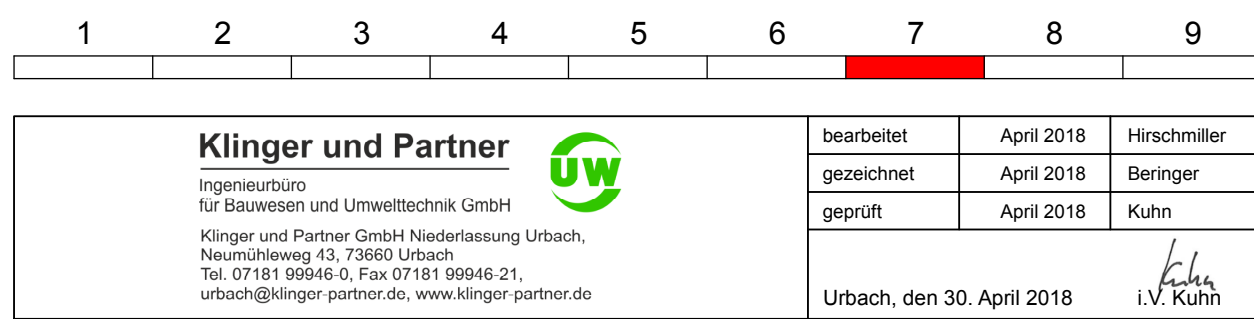 1 2 3 4 5 6 7 8 9
Klinger und Partner
UW
Ingenieurbüro
für Bauwesen und Umwelttechnik GmbH
Klinger und Partner GmbH Niederlassung Urbach,
Neumühleweg 43, 73660 Urbach
Tel. 07181 99946-0, Fax 07181 99946-21,
urbach@klinger-partner.de, www.klinger-partner.de
bearbeitet April 2018 Hirschmiller
gezeichnet April 2018 Beringer
geprüft April 2018 Kuhn
Kuhn
Urbach, den 30. April 2018 i.V. Kuhn